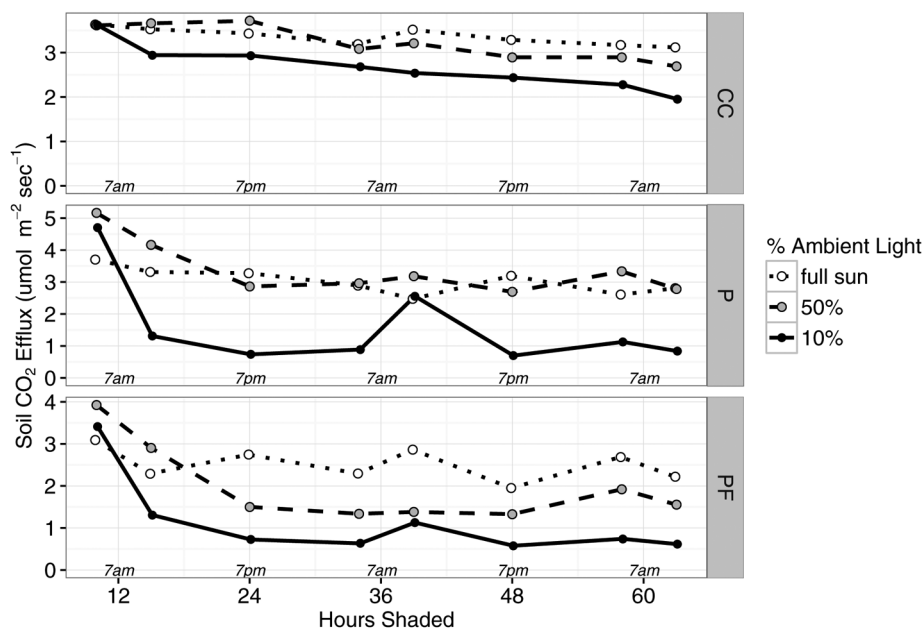 Soil CO₂ Efflux (umol m⁻² sec⁻¹)
3
2
1
0
7am 7pm 7am 7pm 7am
CC
5
4
3
2
1
0
7am 7pm 7am 7pm 7am
P
4
3
2
1
0
7am 7pm 7am 7pm 7am
PF
12 24 36 48 60
Hours Shaded
% Ambient Light
full sun
50%
10%